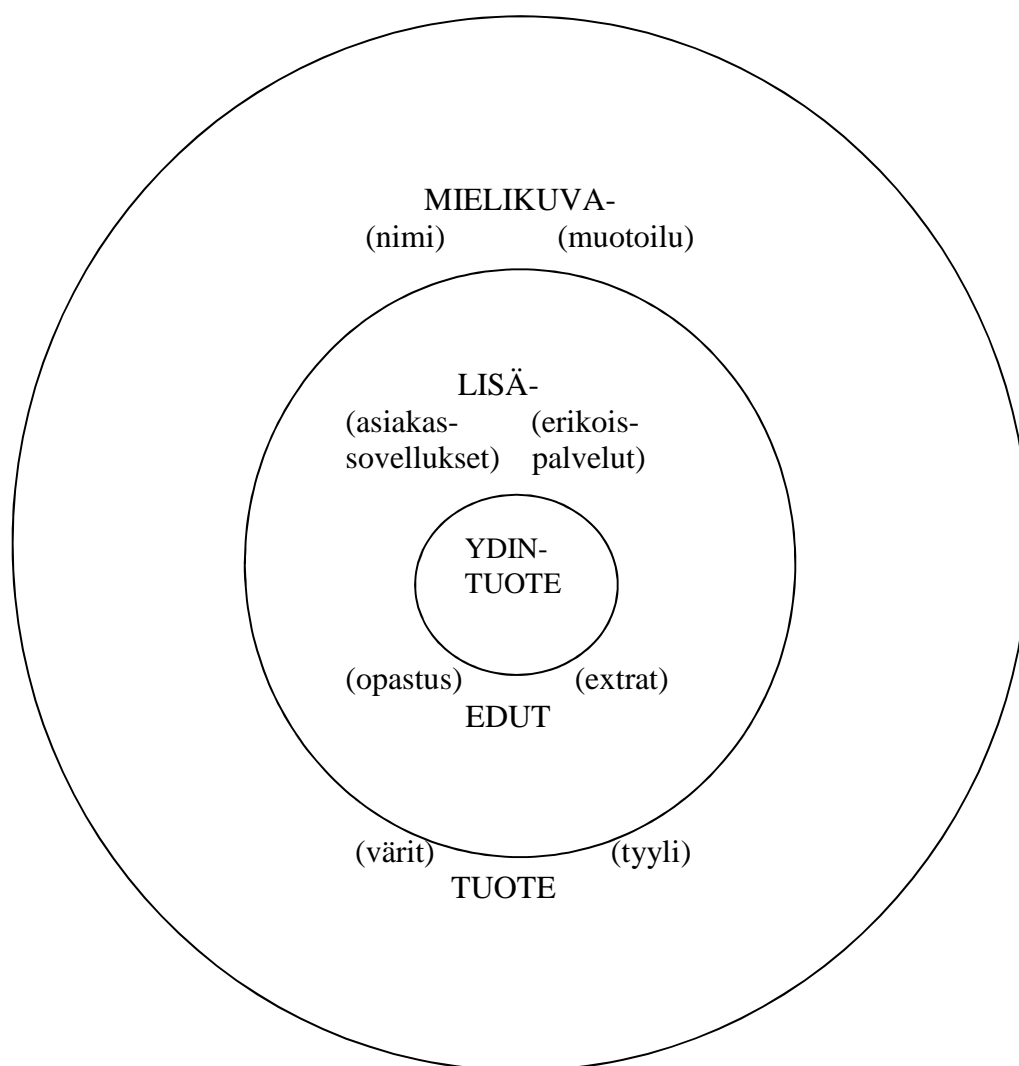 MIELIKUVA-
(nimi) (muotoilu)
LISÄ-
(asiakas- (erikois-
sovellukset) palvelut)
YDIN-
TUOTE
(opastus) (extrat)
EDUT
(värit) (tyyli)
TUOTE